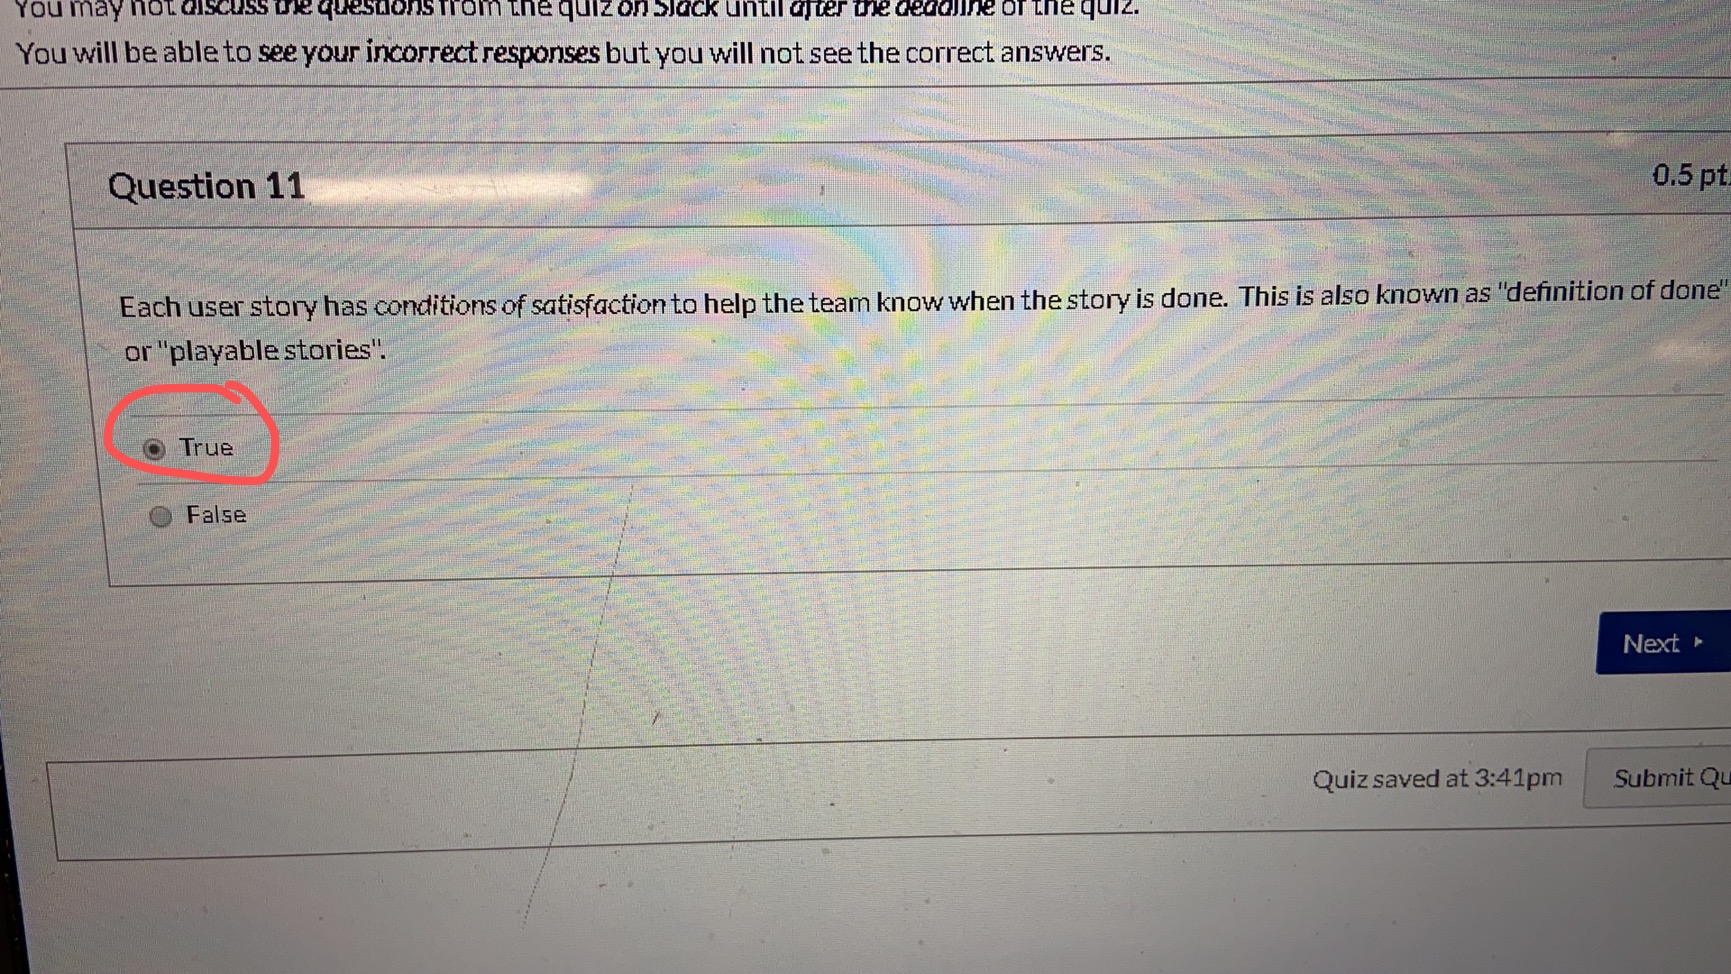 You may not discuss the questions from the quiz on Slack until after the deadline of the quiz.
You will be able to see your incorrect responses but you will not see the correct answers.
Question 11
0.5 pt
Each user story has conditions of satisfaction to help the team know when the story is done. This is also known as "definition of done"
or "playable stories".
True
False
Next
Quiz saved at 3:41pm
Submit Qu